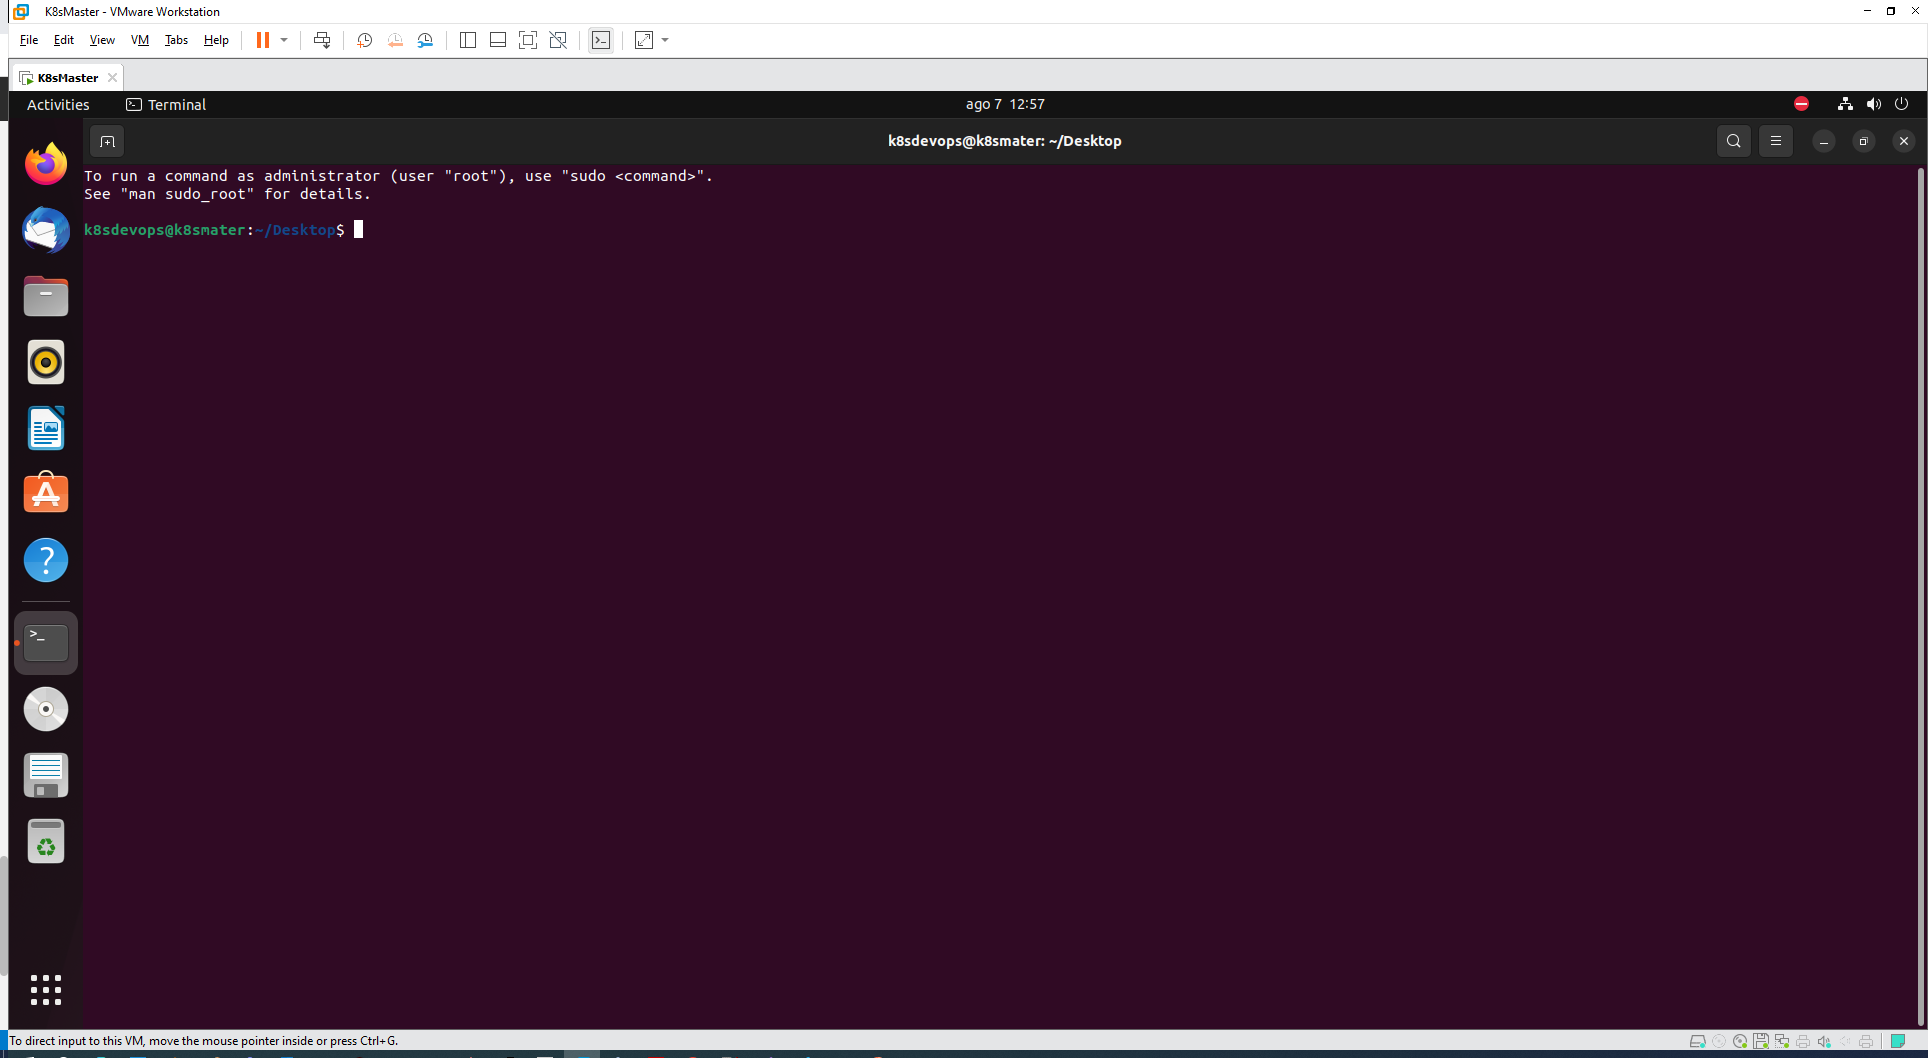 K8sMaster - VMware Workstation
File Edit View VM Tabs Help
K8sMaster
Activities Terminal ago 7 12:57
k8sdevops@k8smater: ~/Desktop
To run a command as administrator (user "root"), use "sudo <command>".
See "man sudo_root" for details.
k8sdevops@k8smater:~/Desktop$
To direct input to this VM, move the mouse pointer inside or press Ctrl+G.